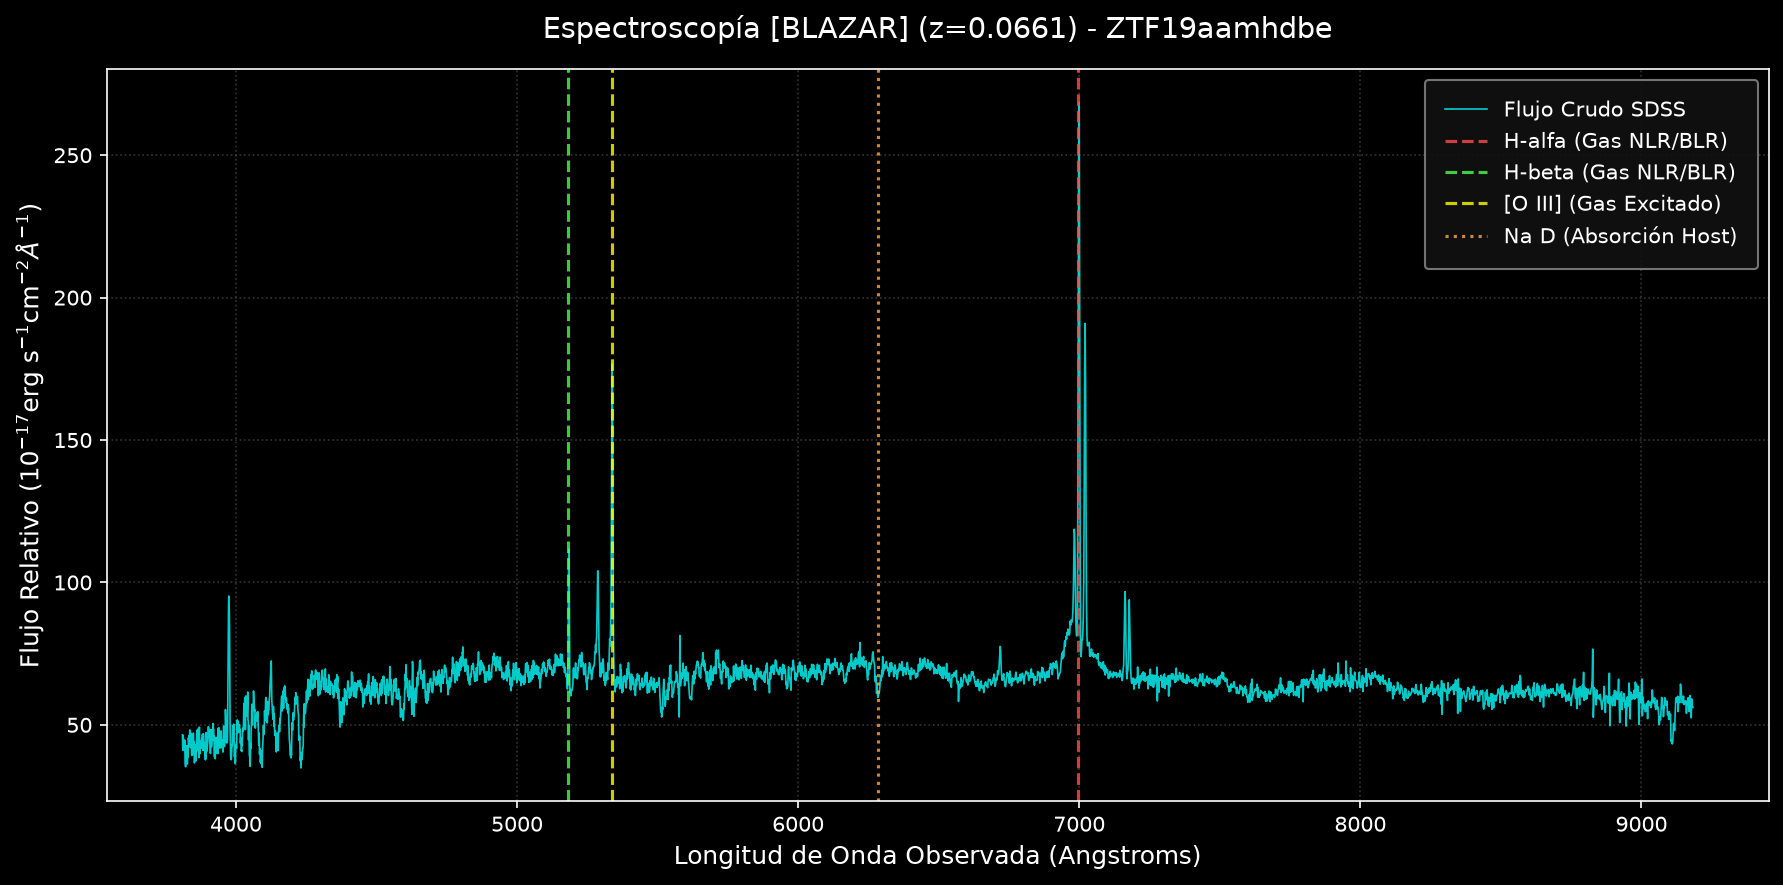 Espectroscopía [BLAZAR] (z=0.0661) - ZTF19aamhdbe
Flujo Crudo SDSS
H-alfa (Gas NLR/BLR)
H-beta (Gas NLR/BLR)
[O III] (Gas Excitado)
Na D (Absorción Host)
Flujo Relativo (10⁻¹⁷erg s⁻¹cm⁻²Å⁻¹)
250
200
150
100
50
4000 5000 6000 7000 8000 9000
Longitud de Onda Observada (Angstroms)